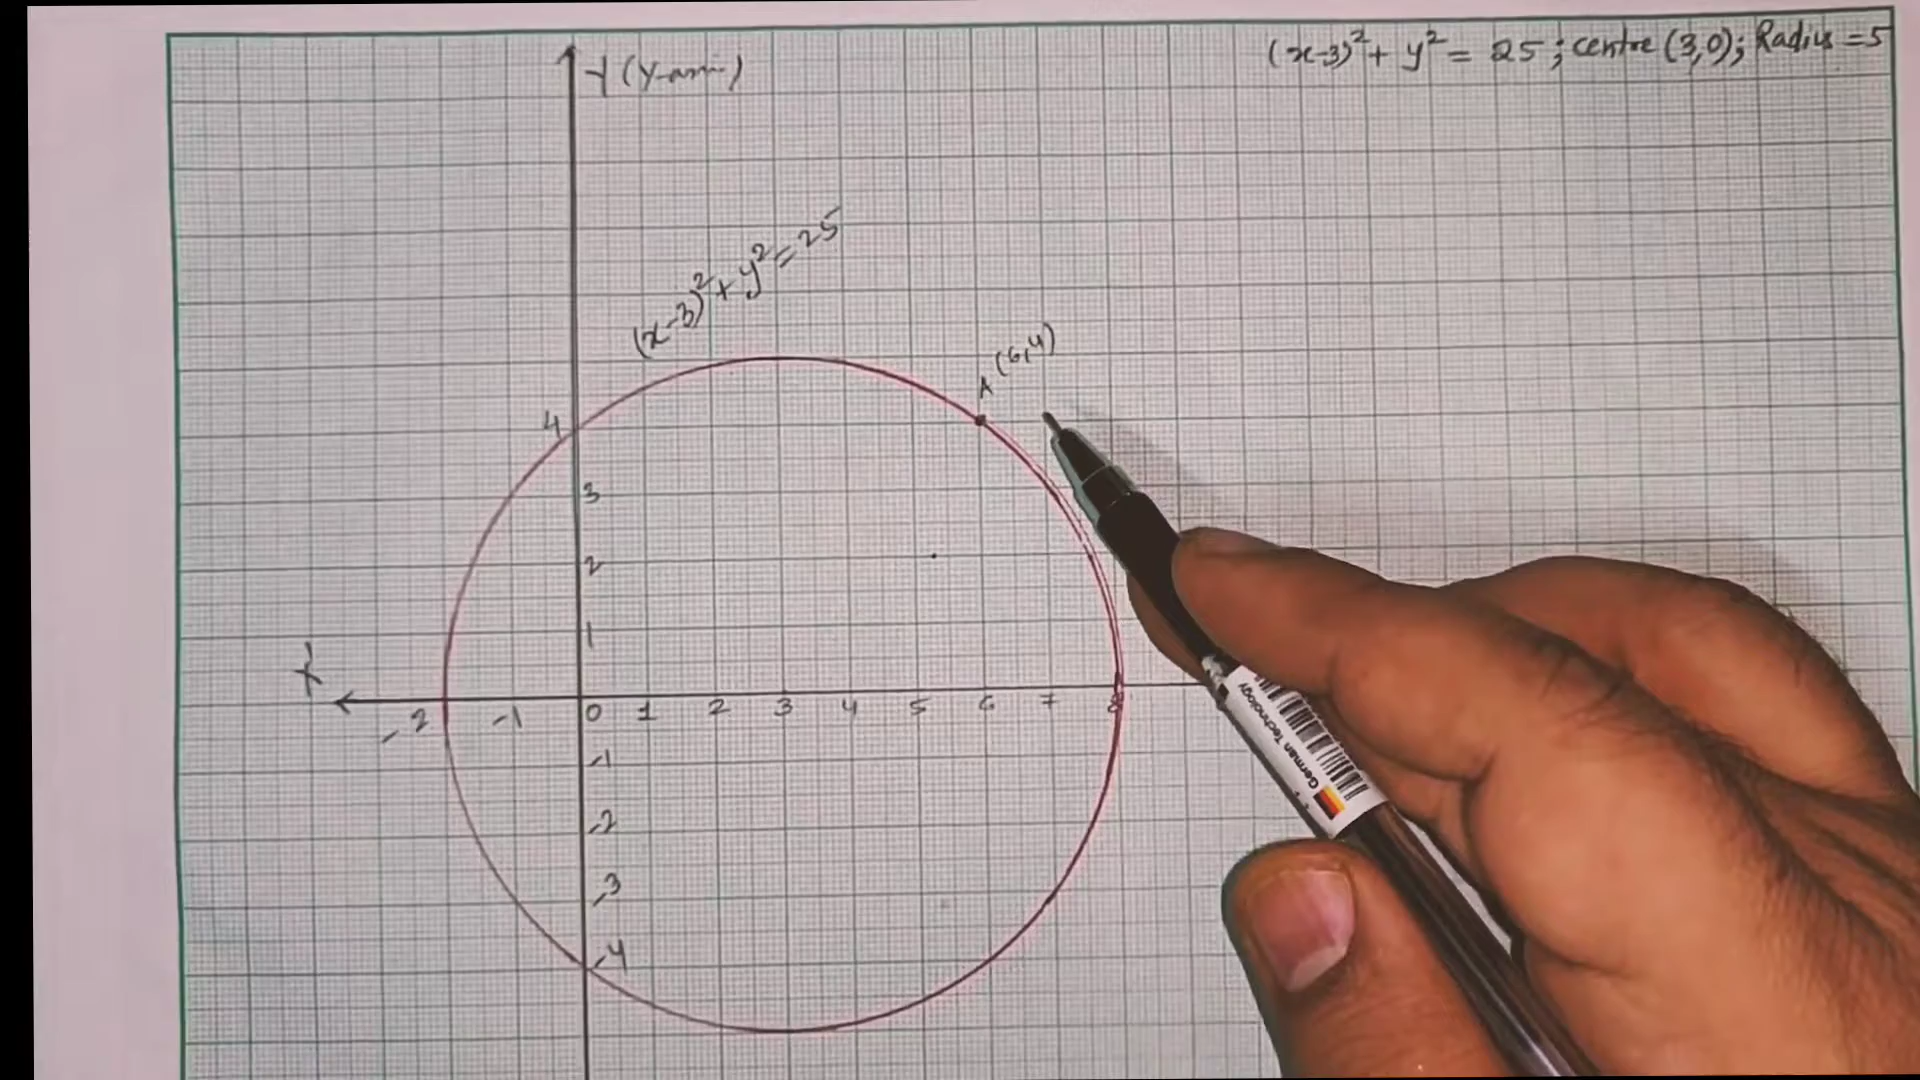 (x-3)²+ y² = 25 ; centre (3,0); Radius = 5
Y (Y-axis)
(x-3)²+ y² = 25
A (6,4)
4
3
2
1
X'
-2 -1 0 1 2 3 4 5 6 7 8
-1
-2
-3
-4
German Technology